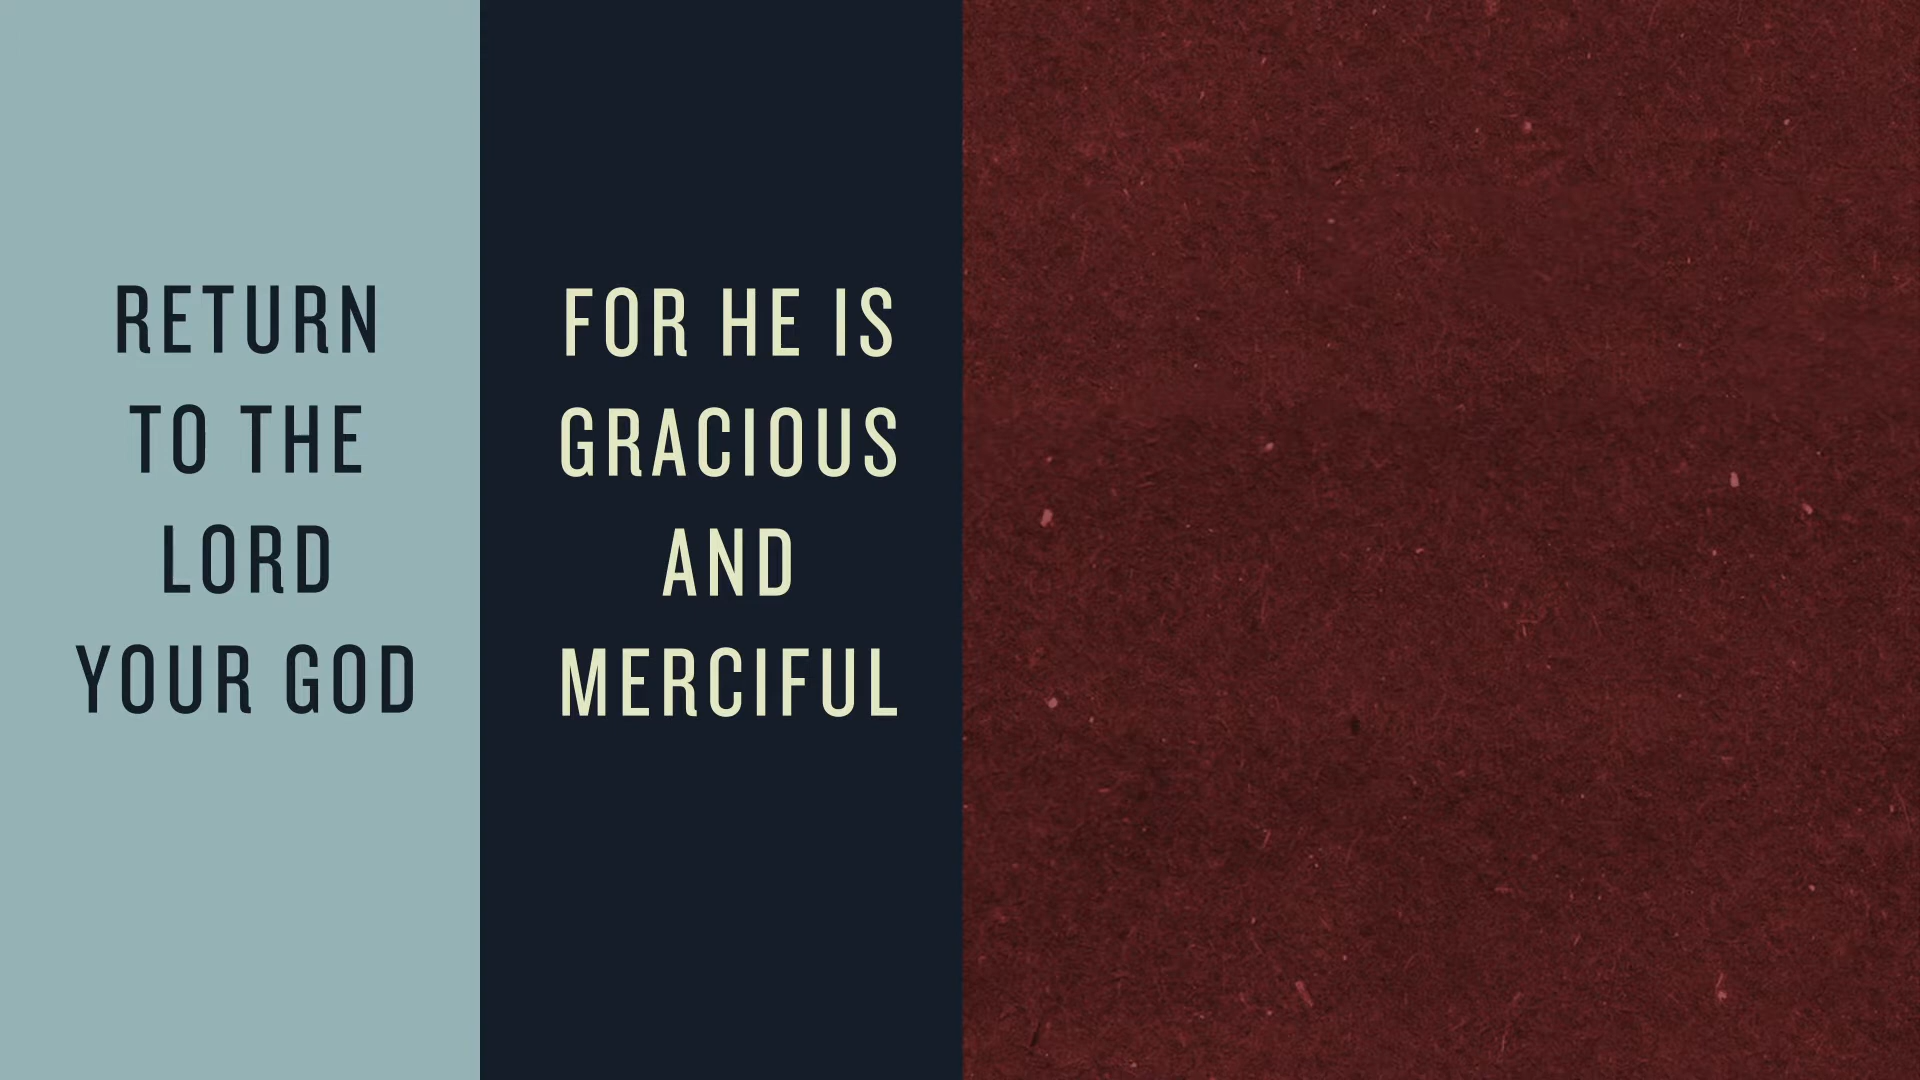 RETURN
TO THE
LORD
YOUR GOD
FOR HE IS
GRACIOUS
AND
MERCIFUL